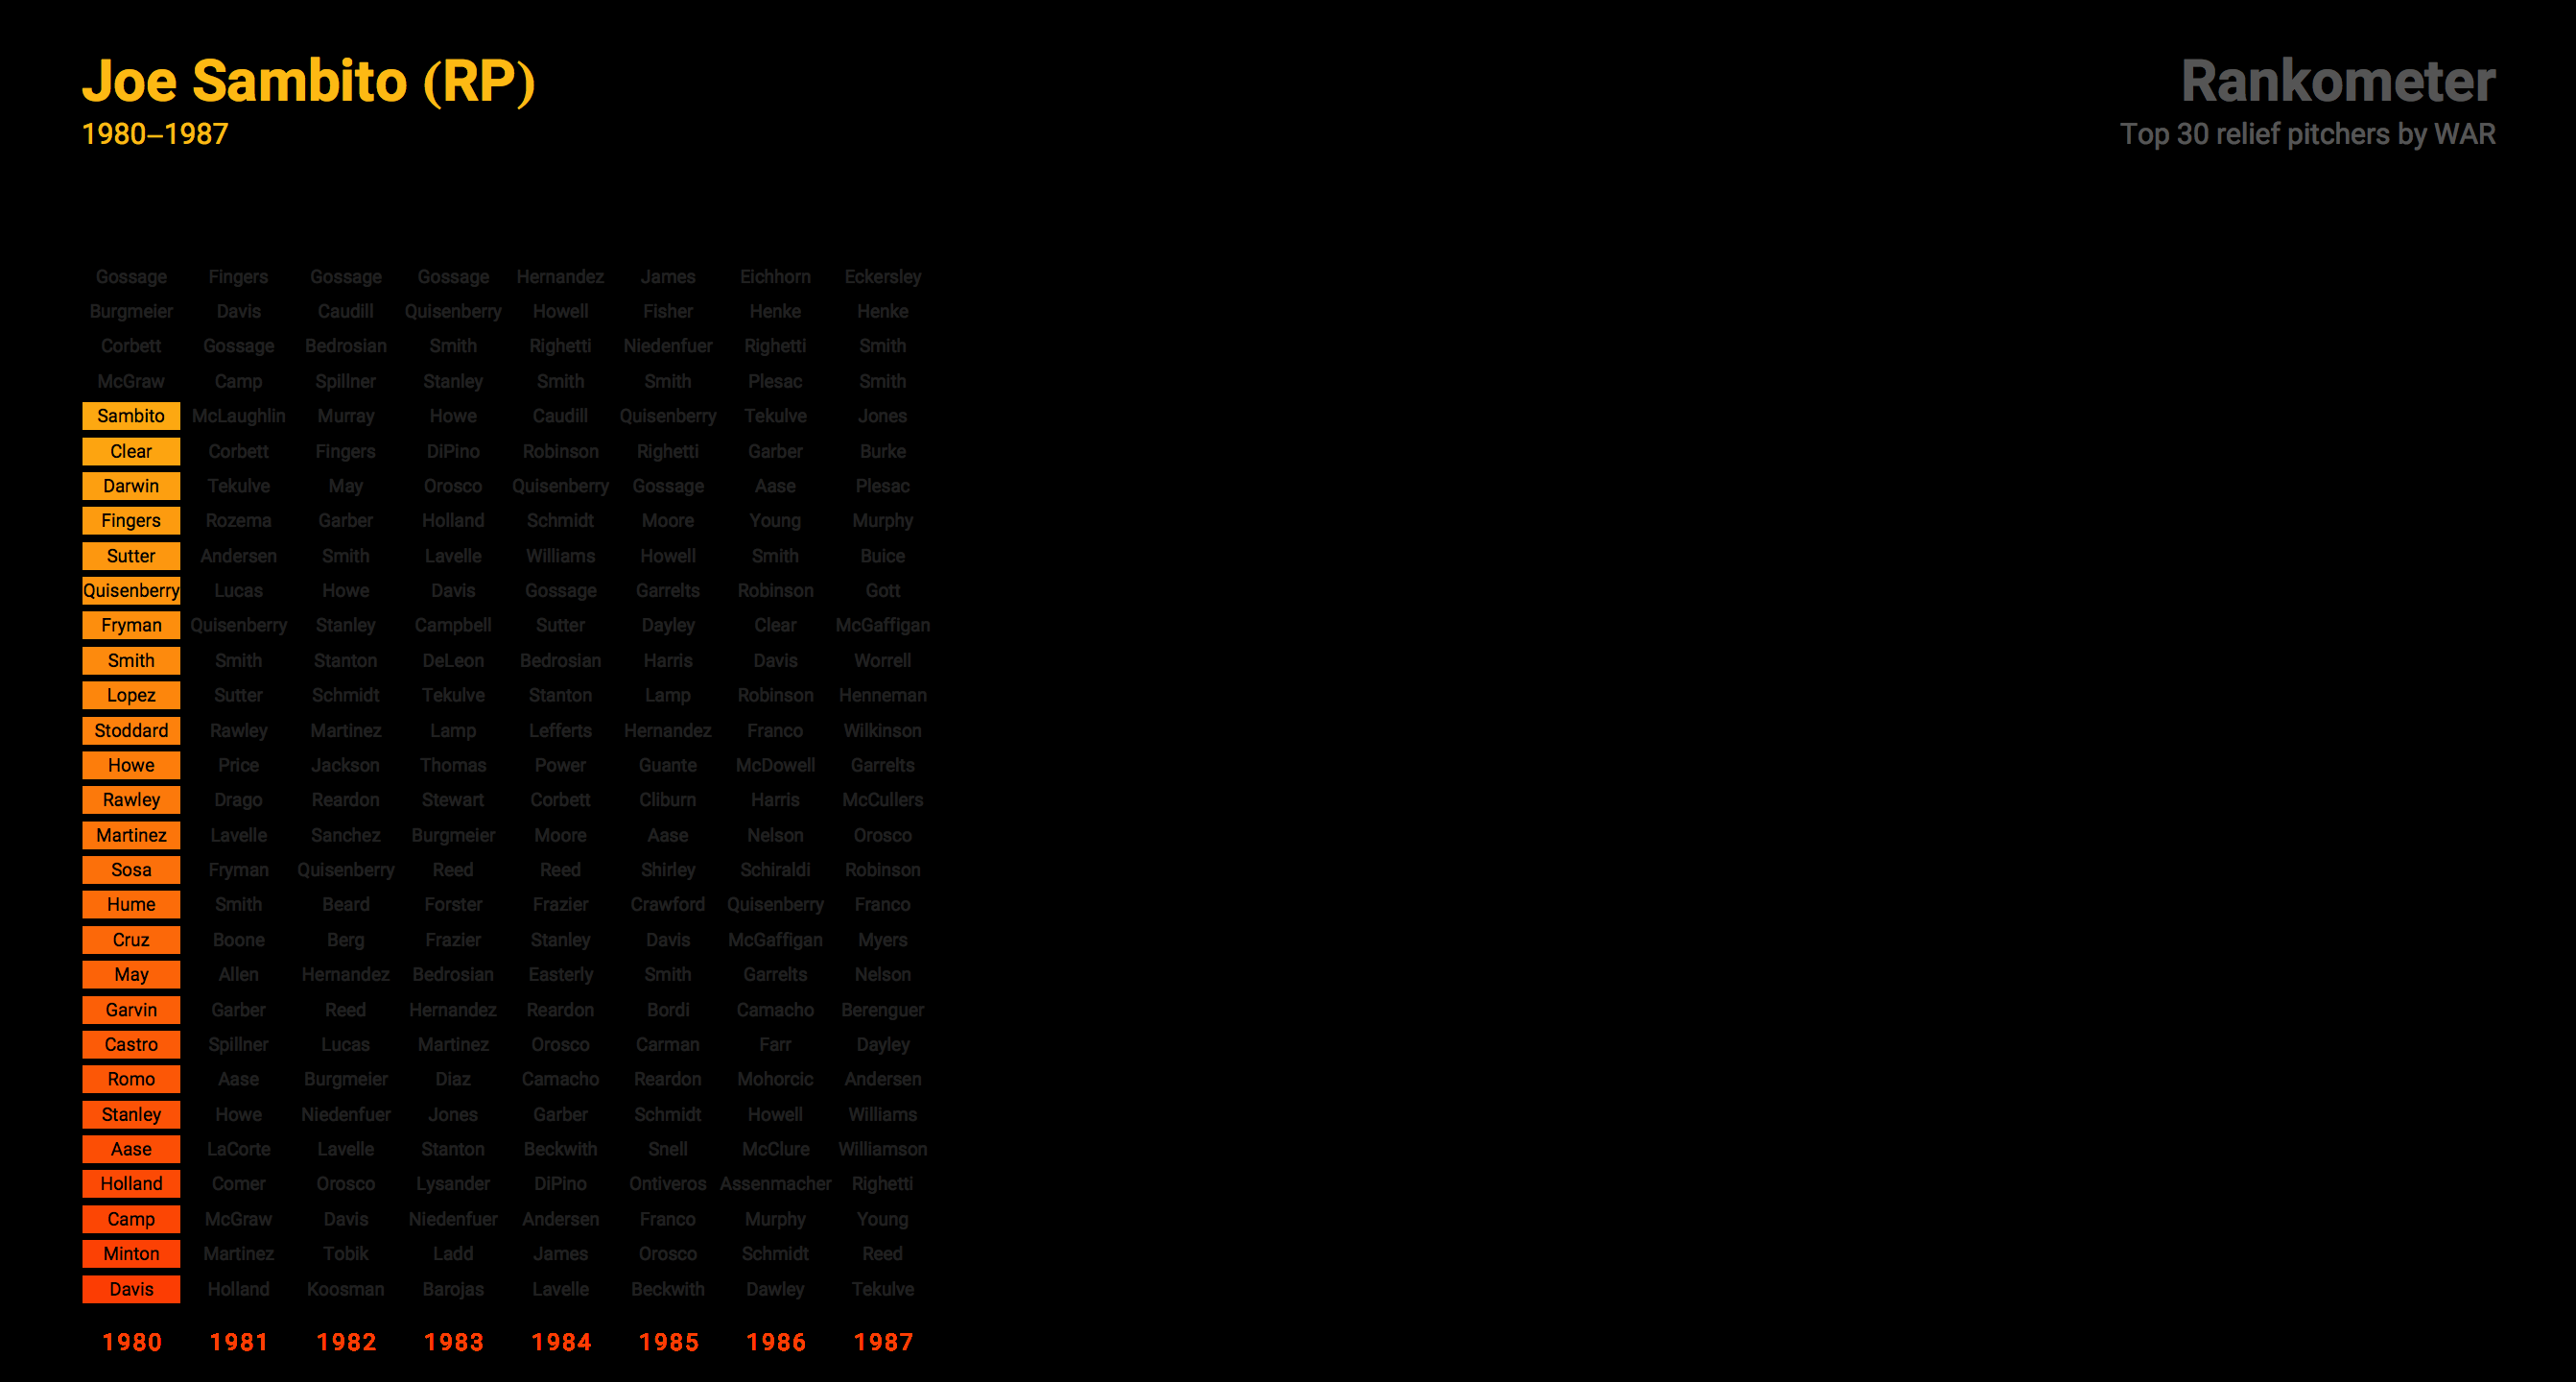 Joe Sambito (RP)
1980–1987
Rankometer
Top 30 relief pitchers by WAR
Gossage Fingers Gossage Gossage Hernandez James Eichhorn Eckersley
Burgmeier Davis Caudill Quisenberry Howell Fisher Henke Henke
Corbett Gossage Bedrosian Smith Righetti Niedenfuer Righetti Smith
McGraw Camp Spillner Stanley Smith Smith Plesac Smith
Sambito McLaughlin Murray Howe Caudill Quisenberry Tekulve Jones
Clear Corbett Fingers DiPino Robinson Righetti Garber Burke
Darwin Tekulve May Orosco Quisenberry Gossage Aase Plesac
Fingers Rozema Garber Holland Schmidt Moore Young Murphy
Sutter Andersen Smith Lavelle Williams Howell Smith Buice
Quisenberry Lucas Howe Davis Gossage Garrelts Robinson Gott
Fryman Quisenberry Stanley Campbell Sutter Dayley Clear McGaffigan
Smith Smith Stanton DeLeon Bedrosian Harris Davis Worrell
Lopez Sutter Schmidt Tekulve Stanton Lamp Robinson Henneman
Stoddard Rawley Martinez Lamp Lefferts Hernandez Franco Wilkinson
Howe Price Jackson Thomas Power Guante McDowell Garrelts
Rawley Drago Reardon Stewart Corbett Cliburn Harris McCullers
Martinez Lavelle Sanchez Burgmeier Moore Aase Nelson Orosco
Sosa Fryman Quisenberry Reed Reed Shirley Schiraldi Robinson
Hume Smith Beard Forster Frazier Crawford Quisenberry Franco
Cruz Boone Berg Frazier Stanley Davis McGaffigan Myers
May Allen Hernandez Bedrosian Easterly Smith Garrelts Nelson
Garvin Garber Reed Hernandez Reardon Bordi Camacho Berenguer
Castro Spillner Lucas Martinez Orosco Carman Farr Dayley
Romo Aase Burgmeier Diaz Camacho Reardon Mohorcic Andersen
Stanley Howe Niedenfuer Jones Garber Schmidt Howell Williams
Aase LaCorte Lavelle Stanton Beckwith Snell McClure Williamson
Holland Comer Orosco Lysander DiPino Ontiveros Assenmacher Righetti
Camp McGraw Davis Niedenfuer Andersen Franco Murphy Young
Minton Martinez Tobik Ladd James Orosco Schmidt Reed
Davis Holland Koosman Barojas Lavelle Beckwith Dawley Tekulve
1980 1981 1982 1983 1984 1985 1986 1987